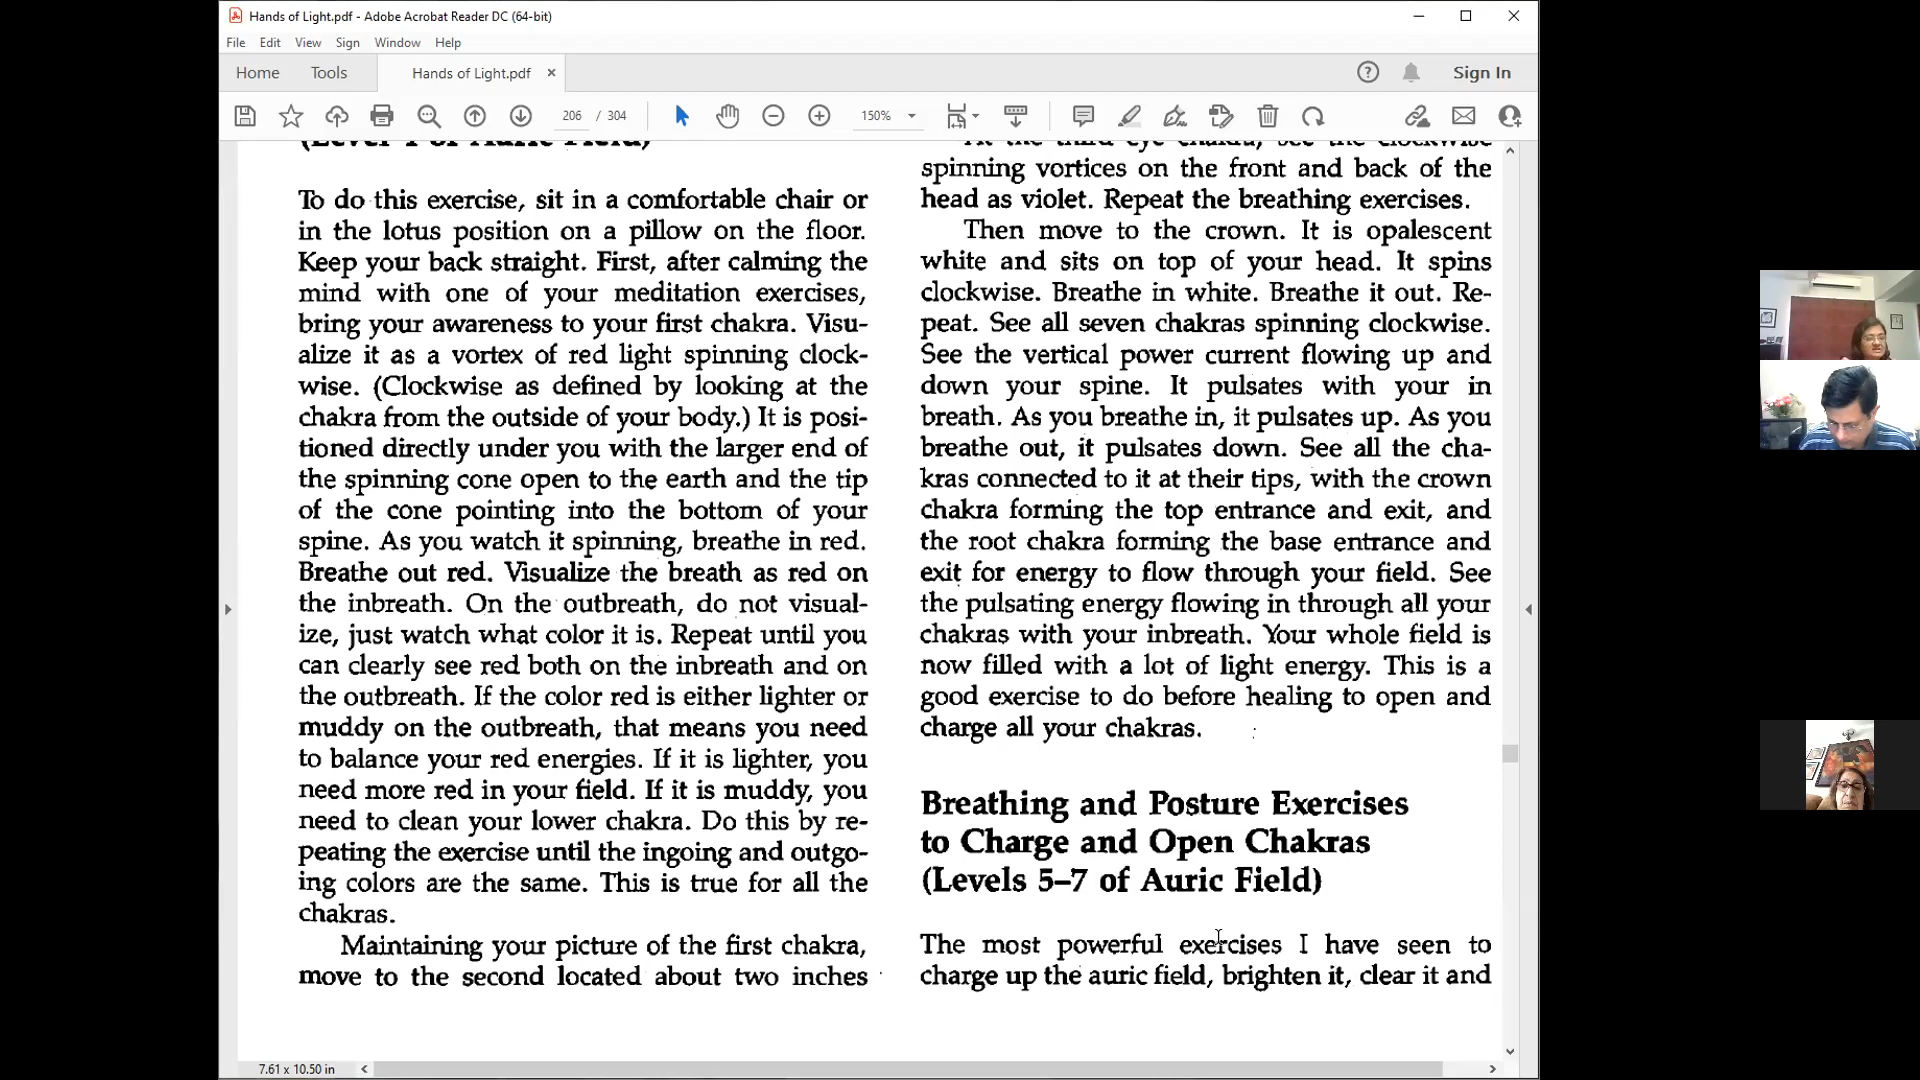 Hands of Light.pdf - Adobe Acrobat Reader DC (64-bit)
File Edit View Sign Window Help
Home Tools Hands of Light.pdf Sign In
206 / 304 150%
(Level 1 of Auric Field)
To do this exercise, sit in a comfortable chair or
in the lotus position on a pillow on the floor.
Keep your back straight. First, after calming the
mind with one of your meditation exercises,
bring your awareness to your first chakra. Visu-
alize it as a vortex of red light spinning clock-
wise. (Clockwise as defined by looking at the
chakra from the outside of your body.) It is posi-
tioned directly under you with the larger end of
the spinning cone open to the earth and the tip
of the cone pointing into the bottom of your
spine. As you watch it spinning, breathe in red.
Breathe out red. Visualize the breath as red on
the inbreath. On the outbreath, do not visual-
ize, just watch what color it is. Repeat until you
can clearly see red both on the inbreath and on
the outbreath. If the color red is either lighter or
muddy on the outbreath, that means you need
to balance your red energies. If it is lighter, you
need more red in your field. If it is muddy, you
need to clean your lower chakra. Do this by re-
peating the exercise until the ingoing and outgo-
ing colors are the same. This is true for all the
chakras.
Maintaining your picture of the first chakra,
move to the second located about two inches
At the third eye chakra, see the clockwise
spinning vortices on the front and back of the
head as violet. Repeat the breathing exercises.
Then move to the crown. It is opalescent
white and sits on top of your head. It spins
clockwise. Breathe in white. Breathe it out. Re-
peat. See all seven chakras spinning clockwise.
See the vertical power current flowing up and
down your spine. It pulsates with your in
breath. As you breathe in, it pulsates up. As you
breathe out, it pulsates down. See all the cha-
kras connected to it at their tips, with the crown
chakra forming the top entrance and exit, and
the root chakra forming the base entrance and
exit for energy to flow through your field. See
the pulsating energy flowing in through all your
chakras with your inbreath. Your whole field is
now filled with a lot of light energy. This is a
good exercise to do before healing to open and
charge all your chakras.
Breathing and Posture Exercises
to Charge and Open Chakras
(Levels 5–7 of Auric Field)
The most powerful exercises I have seen to
charge up the auric field, brighten it, clear it and
7.61 x 10.50 in